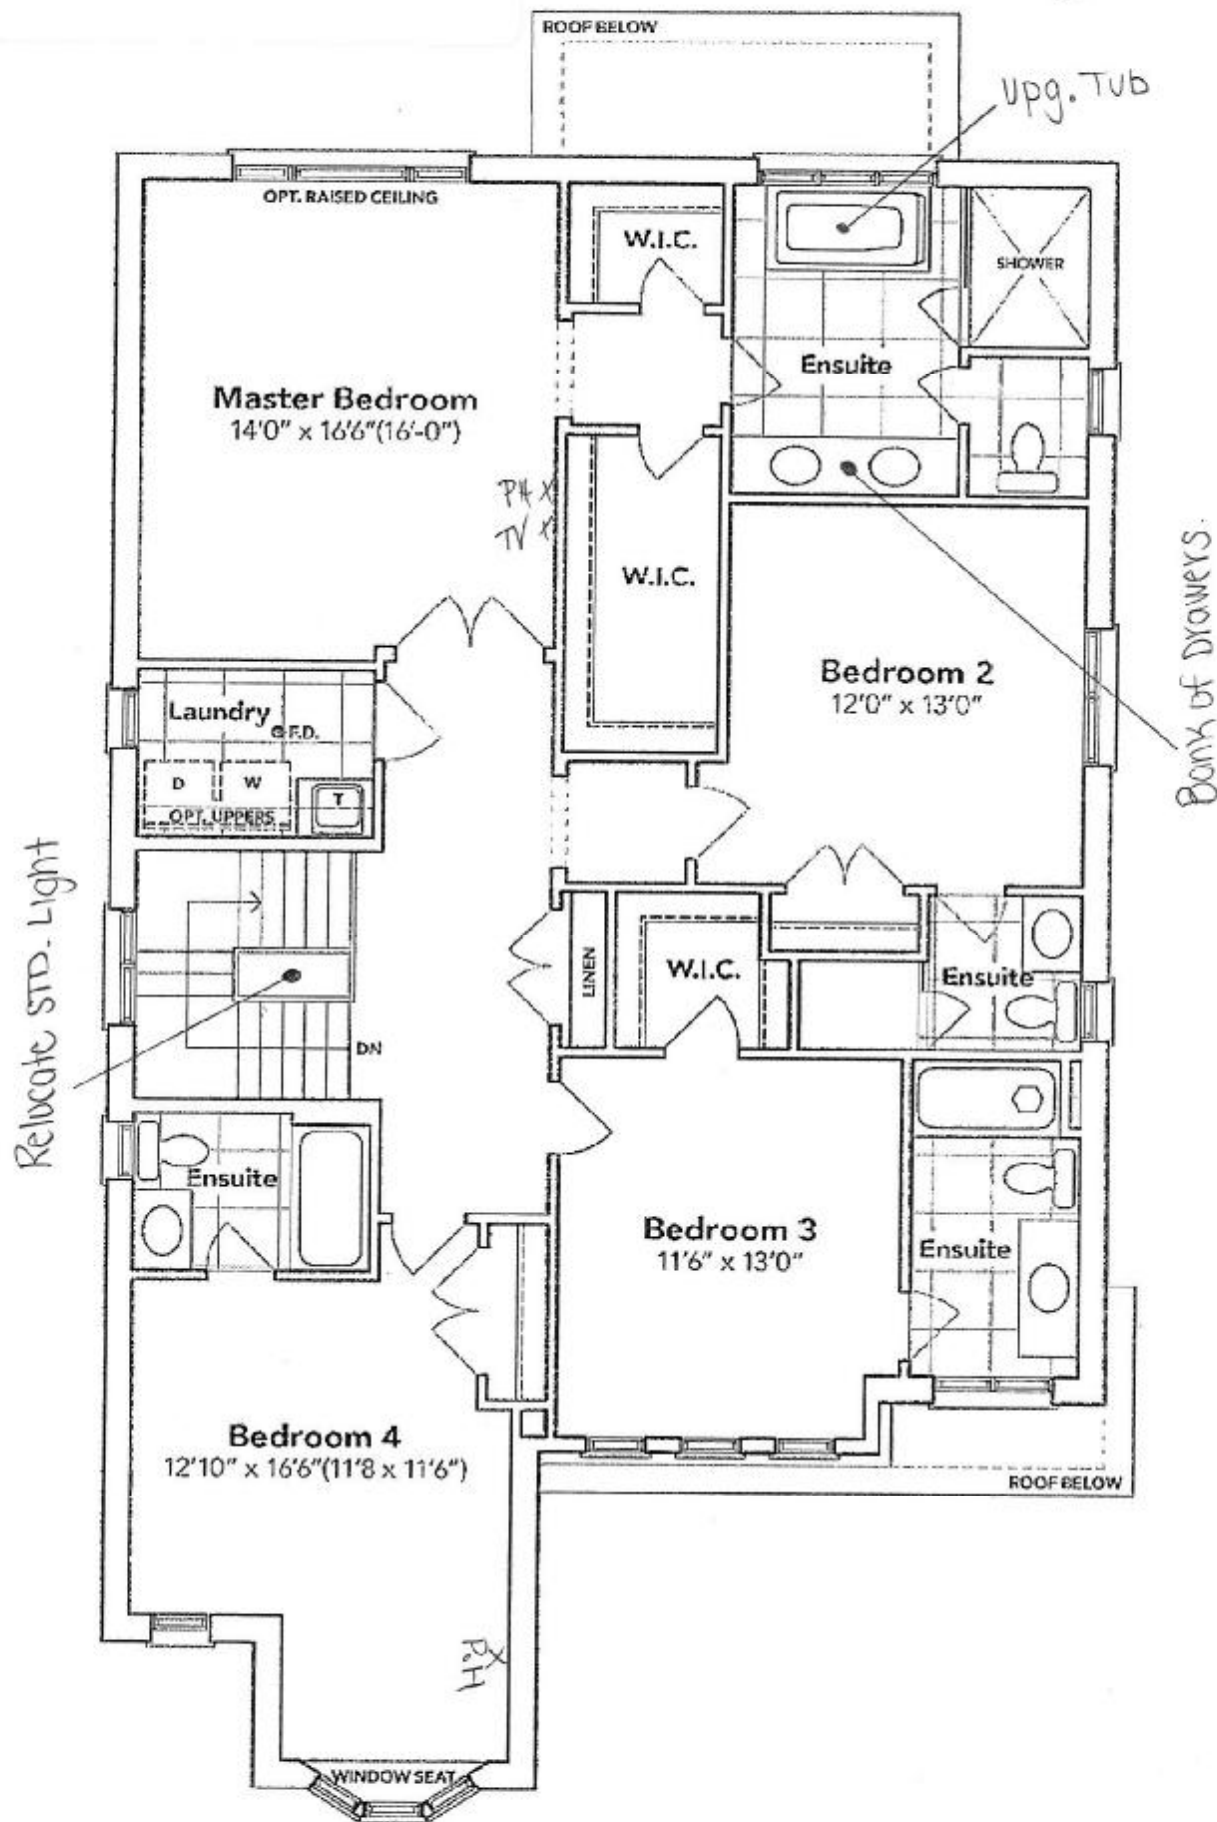 ROOF BELOW
Upg. Tub
OPT. RAISED CEILING
W.I.C.
SHOWER
Ensuite
Master Bedroom
14'0" x 16'6"(16'-0")
PH X
TV X
W.I.C.
Bedroom 2
12'0" x 13'0"
Bank of Drawers.
Laundry
F.D.
D
W
T
OPT. UPPERS
Relocate STD. Light
LINEN
W.I.C.
Ensuite
DN
Ensuite
Bedroom 3
11'6" x 13'0"
Ensuite
Bedroom 4
12'10" x 16'6"(11'8 x 11'6")
ROOF BELOW
P.H X
WINDOW SEAT